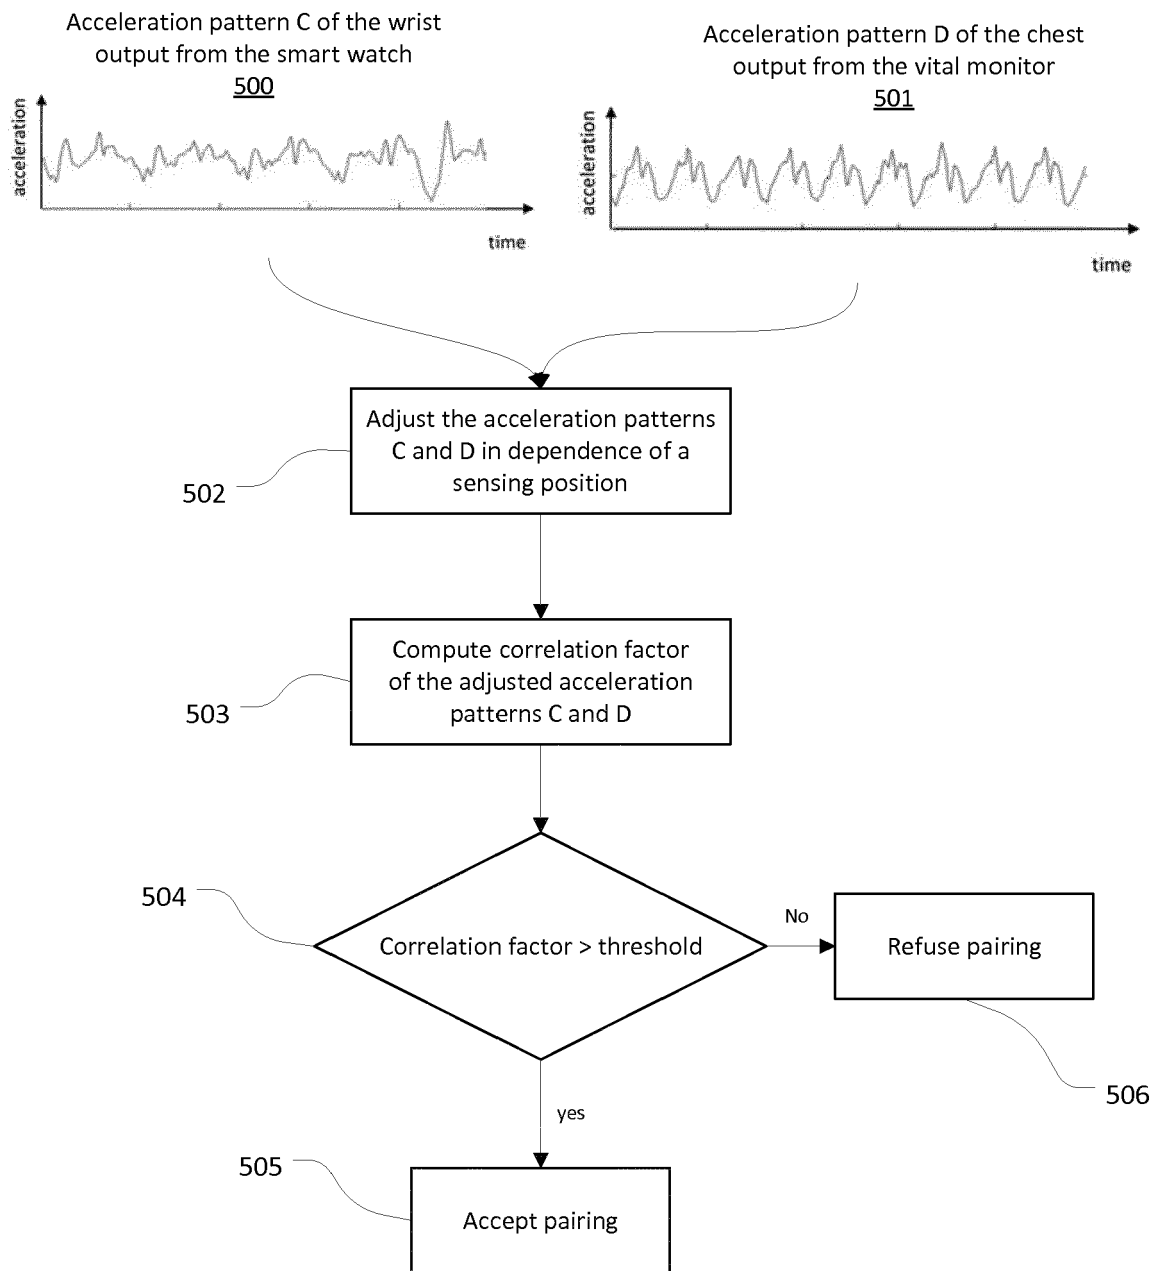 Acceleration pattern C of the wrist
output from the smart watch
500
acceleration
time
Acceleration pattern D of the chest
output from the vital monitor
501
acceleration
time
Adjust the acceleration patterns
C and D in dependence of a
sensing position
502
Compute correlation factor
of the adjusted acceleration
patterns C and D
503
504
Correlation factor > threshold
No
Refuse pairing
506
yes
505
Accept pairing